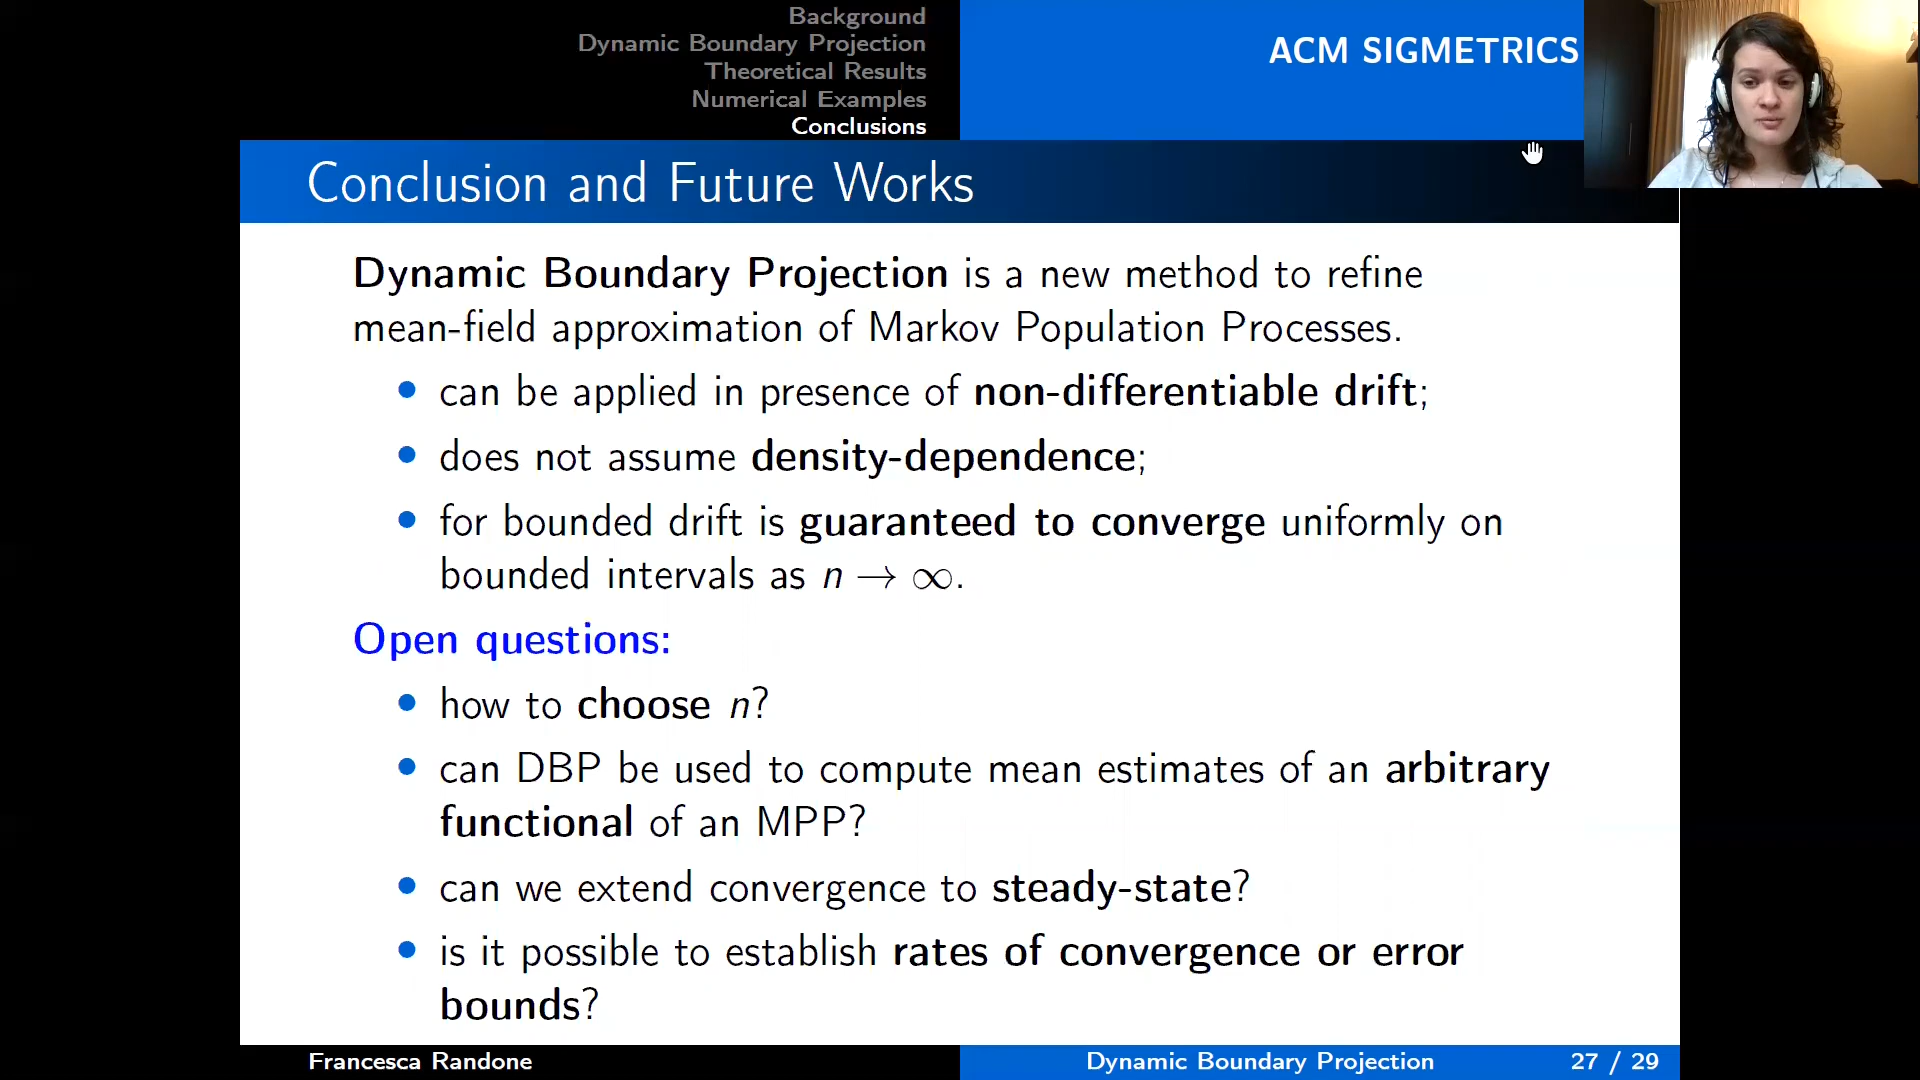 Background
Dynamic Boundary Projection
Theoretical Results
Numerical Examples
Conclusions
ACM SIGMETRICS
Conclusion and Future Works
Dynamic Boundary Projection is a new method to refine
mean-field approximation of Markov Population Processes.
• can be applied in presence of non-differentiable drift;
• does not assume density-dependence;
• for bounded drift is guaranteed to converge uniformly on
bounded intervals as n → ∞.
Open questions:
• how to choose n?
• can DBP be used to compute mean estimates of an arbitrary
functional of an MPP?
• can we extend convergence to steady-state?
• is it possible to establish rates of convergence or error
bounds?
Francesca Randone
Dynamic Boundary Projection
27 / 29